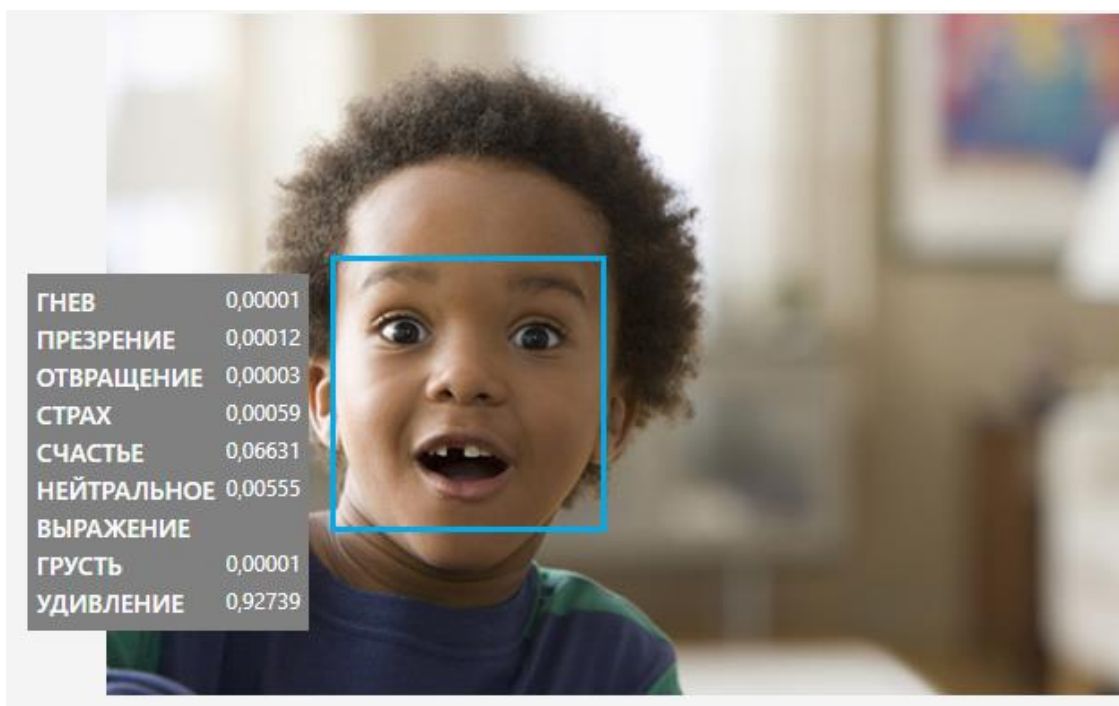 ГНЕВ 0,00001
ПРЕЗРЕНИЕ 0,00012
ОТВРАЩЕНИЕ 0,00003
СТРАХ 0,00059
СЧАСТЬЕ 0,06631
НЕЙТРАЛЬНОЕ 0,00555
ВЫРАЖЕНИЕ
ГРУСТЬ 0,00001
УДИВЛЕНИЕ 0,92739